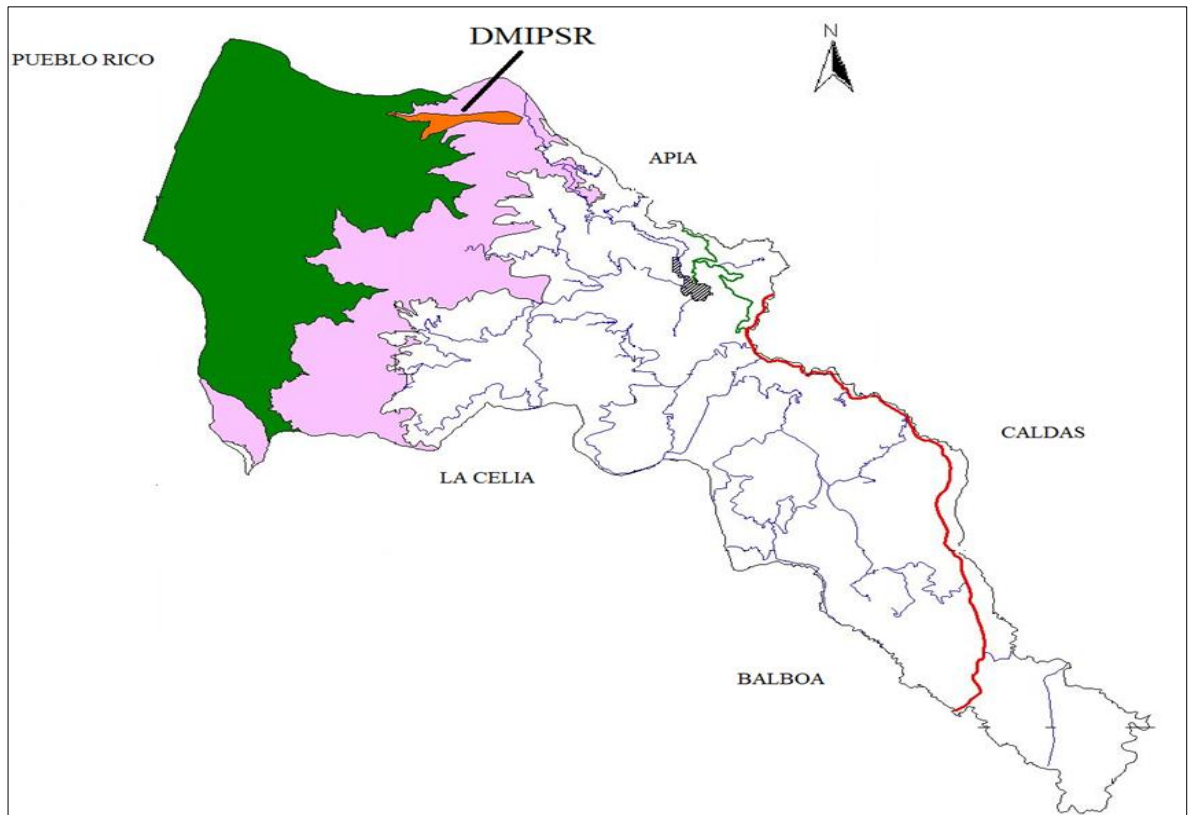 DMIPSR
N
PUEBLO RICO
APIA
CALDAS
LA CELIA
BALBOA